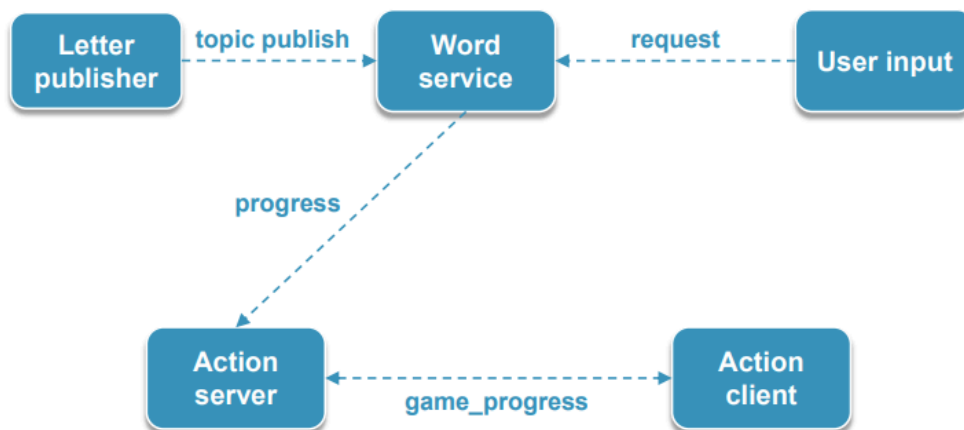 Letter
publisher
topic publish
Word
service
request
User input
progress
Action
server
game_progress
Action
client